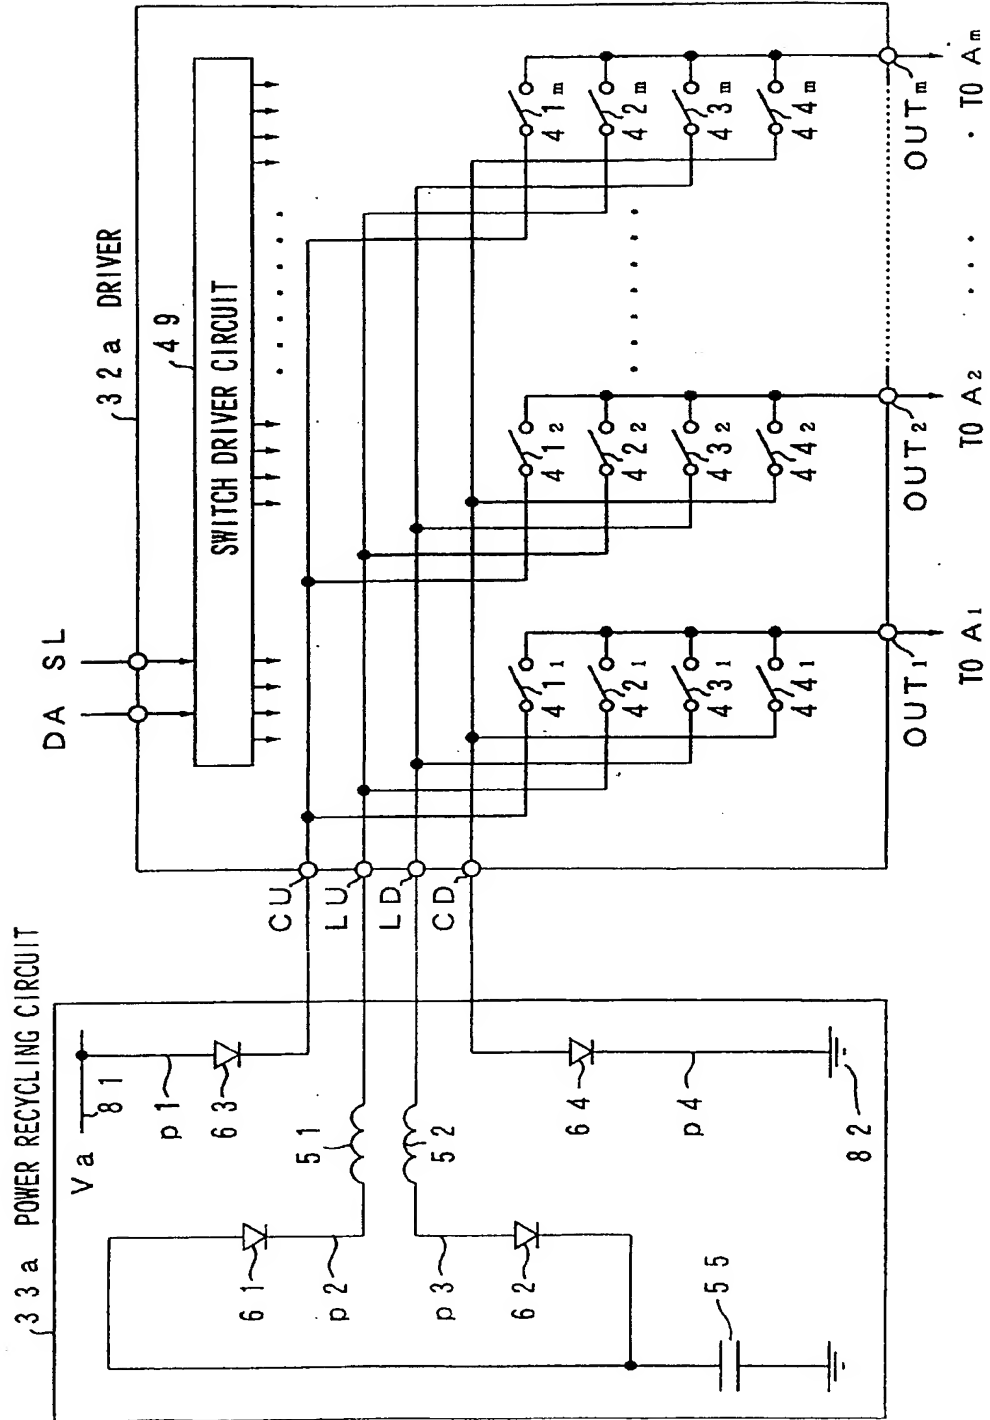 33a POWER RECYCLING CIRCUIT
Va
81
p1
63
61
p2
51
52
p3
62
55
64
p4
82
CU
LU
LD
CD
32a DRIVER
DA
SL
49
SWITCH DRIVER CIRCUIT
41₁
42₁
43₁
44₁
41₂
42₂
43₂
44₂
41m
42m
43m
44m
OUT₁
OUT₂
OUTm
TO A₁
TO A₂
TO Am